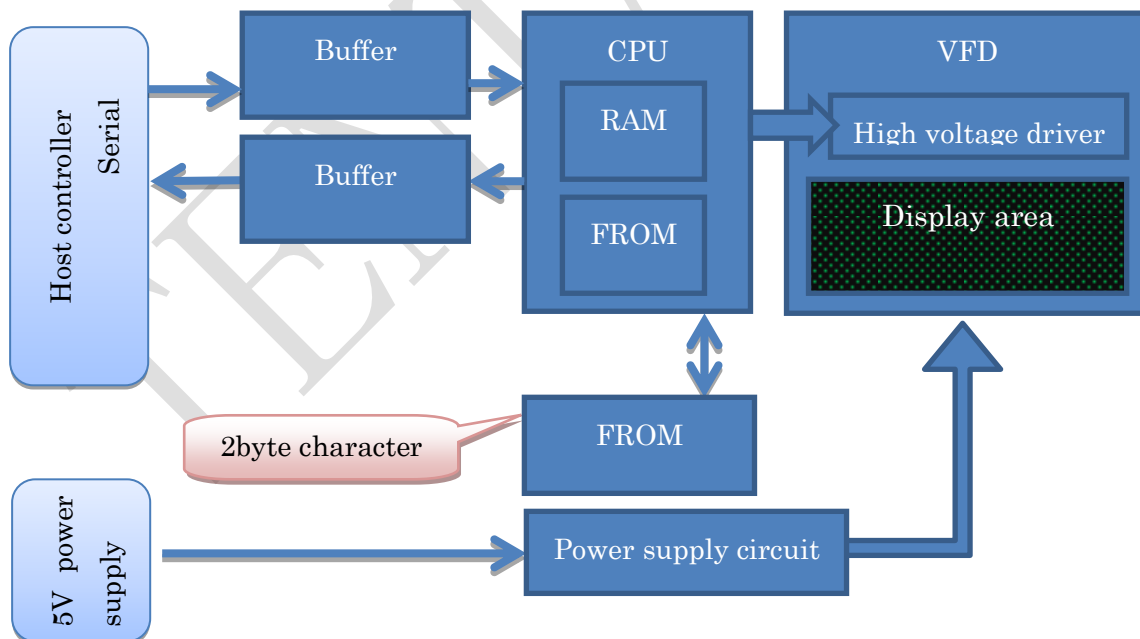 Host controller
Serial
Buffer
Buffer
CPU
RAM
FROM
VFD
High voltage driver
Display area
2byte character
FROM
5V power
supply
Power supply circuit